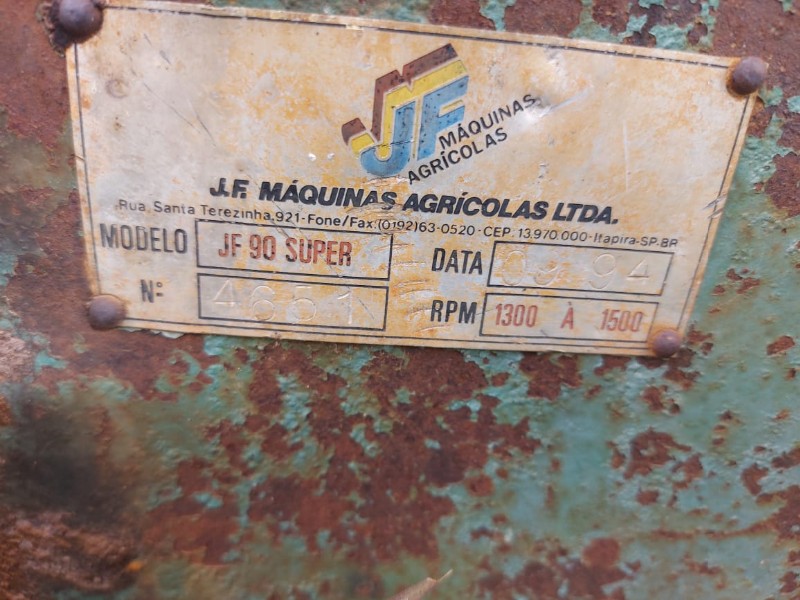 JF MÁQUINAS
AGRÍCOLAS
J.F. MÁQUINAS AGRÍCOLAS LTDA.
Rua Santa Terezinha, 921-Fone/Fax:(0192)63-0520-CEP. 13.970.000-Itapira-SP.BR
MODELO JF 90 SUPER DATA 09 94
Nº 4651 RPM 1300 À 1500